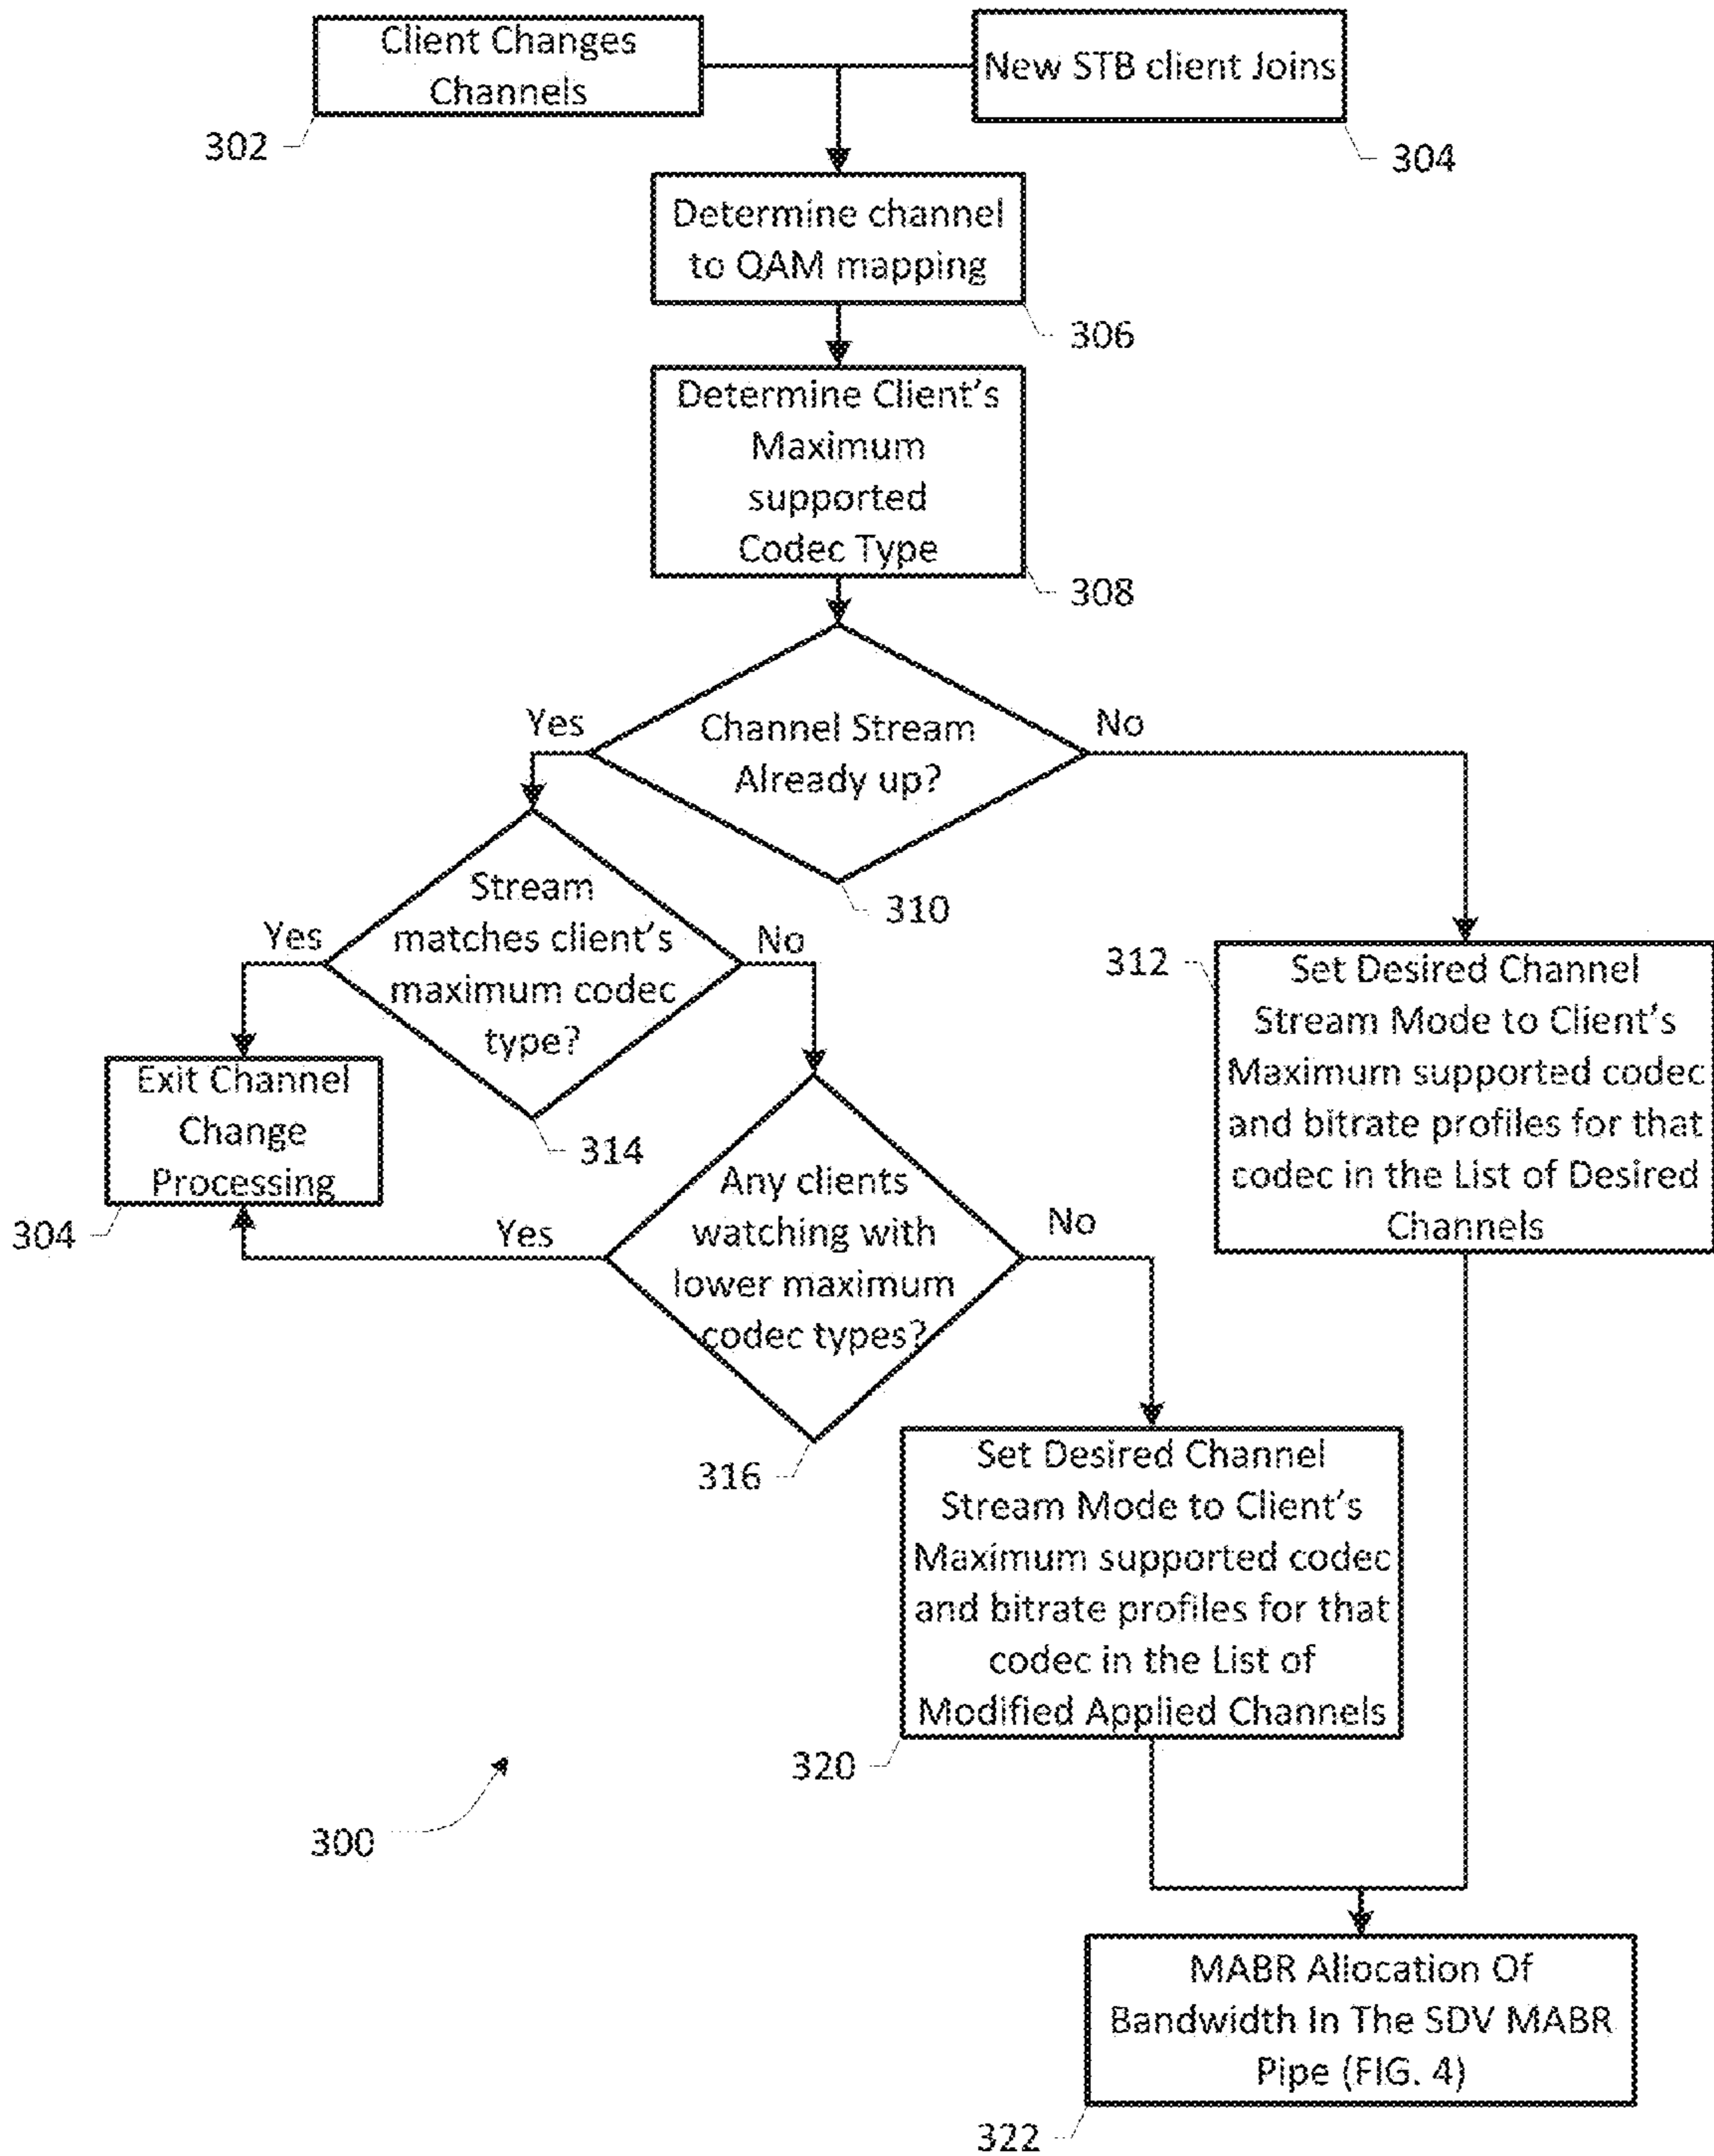 Client Changes
Channels
New STB client Joins
302
304
Determine channel
to QAM mapping
306
Determine Client's
Maximum
supported
Codec Type
308
Yes
Channel Stream
Already up?
No
310
Yes
Stream
matches client's
maximum codec
type?
No
314
312
Set Desired Channel
Stream Mode to Client's
Maximum supported codec
and bitrate profiles for that
codec in the List of Desired
Channels
Exit Channel
Change
Processing
304
Yes
Any clients
watching with
lower maximum
codec types?
No
316
Set Desired Channel
Stream Mode to Client's
Maximum supported codec
and bitrate profiles for that
codec in the List of
Modified Applied Channels
320
300
MABR Allocation Of
Bandwidth In The SDV MABR
Pipe (FIG. 4)
322